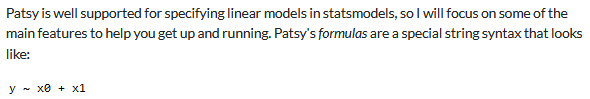 Patsy is well supported for specifying linear models in statsmodels, so I will focus on some of the
main features to help you get up and running. Patsy's formulas are a special string syntax that looks
like:
y ~ x0 + x1